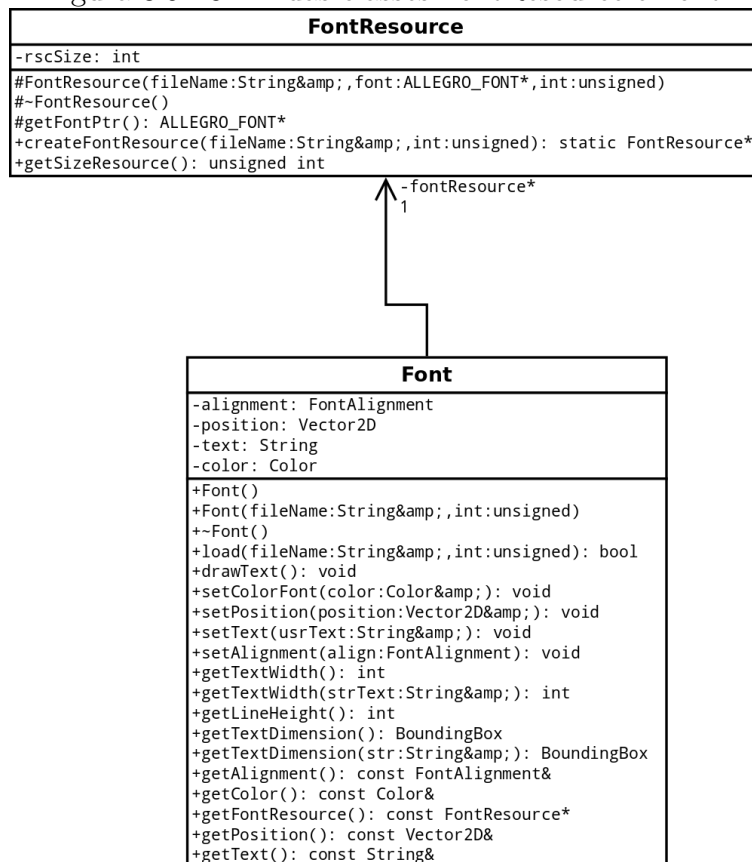 FontResource
-rscSize: int
#FontResource(fileName:String&amp;,font:ALLEGRO_FONT*,int:unsigned)
#~FontResource()
#getFontPtr(): ALLEGRO_FONT*
+createFontResource(fileName:String&amp;,int:unsigned): static FontResource*
+getSizeResource(): unsigned int
-fontResource*
1
Font
-alignment: FontAlignment
-position: Vector2D
-text: String
-color: Color
+Font()
+Font(fileName:String&amp;,int:unsigned)
+~Font()
+load(fileName:String&amp;,int:unsigned): bool
+drawText(): void
+setColorFont(color:Color&amp;): void
+setPosition(position:Vector2D&amp;): void
+setText(usrText:String&amp;): void
+setAlignment(align:FontAlignment): void
+getTextWidth(): int
+getTextWidth(strText:String&amp;): int
+getLineHeight(): int
+getTextDimension(): BoundingBox
+getTextDimension(str:String&amp;): BoundingBox
+getAlignment(): const FontAlignment&
+getColor(): const Color&
+getFontResource(): const FontResource*
+getPosition(): const Vector2D&
+getText(): const String&